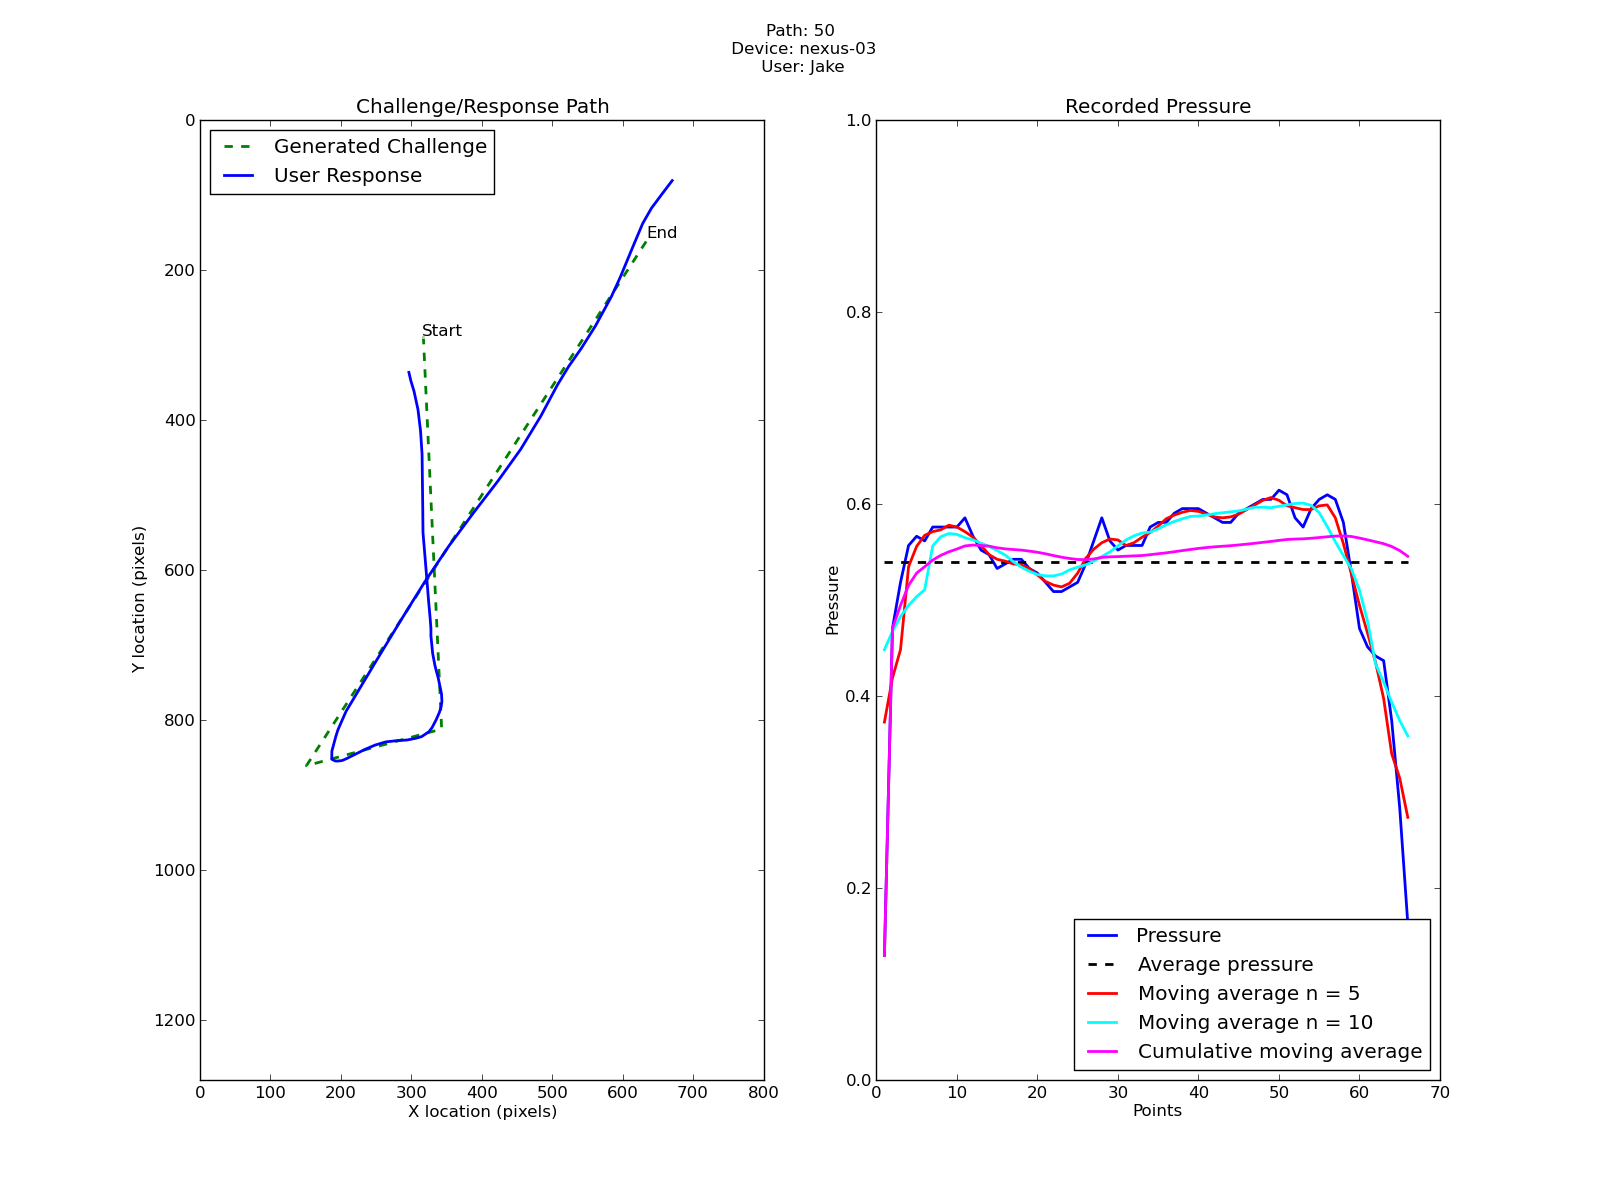 Path: 50
Device: nexus-03
User: Jake
Challenge/Response Path
Generated Challenge
User Response
Start
End
0
200
400
600
800
1000
1200
Y location (pixels)
0 100 200 300 400 500 600 700 800
X location (pixels)
Recorded Pressure
1.0
0.8
0.6
0.4
0.2
0.0
Pressure
Pressure
Average pressure
Moving average n = 5
Moving average n = 10
Cumulative moving average
0 10 20 30 40 50 60 70
Points